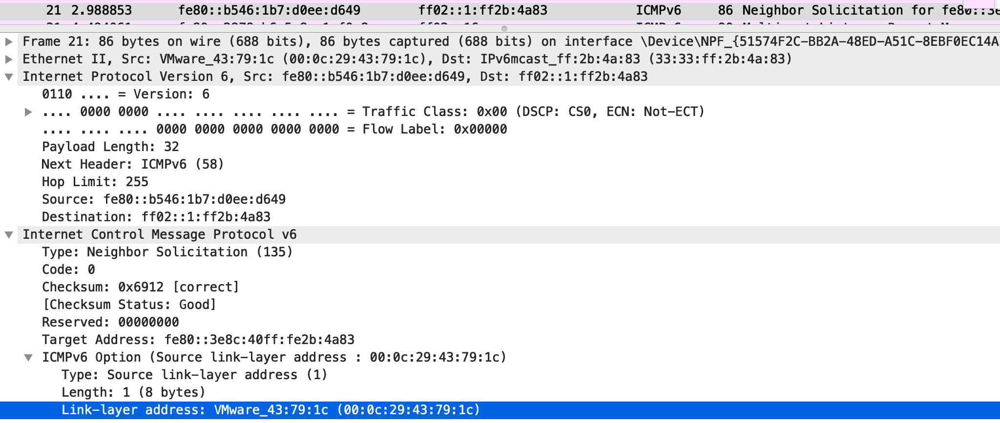 21 2.988853 fe80::b546:1b7:d0ee:d649 ff02::1:ff2b:4a83 ICMPv6 86 Neighbor Solicitation for fe80::3e
Frame 21: 86 bytes on wire (688 bits), 86 bytes captured (688 bits) on interface \Device\NPF_{51574F2C-BB2A-48ED-A51C-8EBF0EC14A
Ethernet II, Src: VMware_43:79:1c (00:0c:29:43:79:1c), Dst: IPv6mcast_ff:2b:4a:83 (33:33:ff:2b:4a:83)
Internet Protocol Version 6, Src: fe80::b546:1b7:d0ee:d649, Dst: ff02::1:ff2b:4a83
0110 .... = Version: 6
.... 0000 0000 .... .... .... .... .... = Traffic Class: 0x00 (DSCP: CS0, ECN: Not-ECT)
.... .... .... 0000 0000 0000 0000 0000 = Flow Label: 0x00000
Payload Length: 32
Next Header: ICMPv6 (58)
Hop Limit: 255
Source: fe80::b546:1b7:d0ee:d649
Destination: ff02::1:ff2b:4a83
Internet Control Message Protocol v6
Type: Neighbor Solicitation (135)
Code: 0
Checksum: 0x6912 [correct]
[Checksum Status: Good]
Reserved: 00000000
Target Address: fe80::3e8c:40ff:fe2b:4a83
ICMPv6 Option (Source link-layer address : 00:0c:29:43:79:1c)
Type: Source link-layer address (1)
Length: 1 (8 bytes)
Link-layer address: VMware_43:79:1c (00:0c:29:43:79:1c)